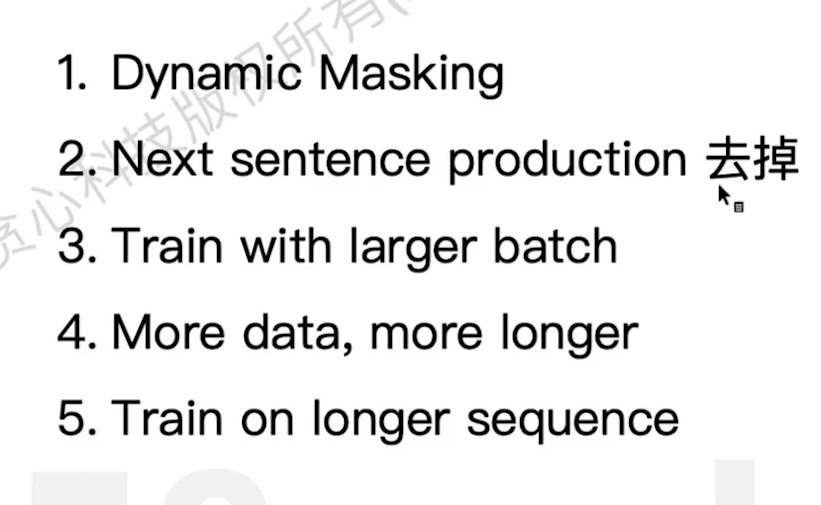 贪心科技版权所有
1. Dynamic Masking
2. Next sentence production 去掉
3. Train with larger batch
4. More data, more longer
5. Train on longer sequence